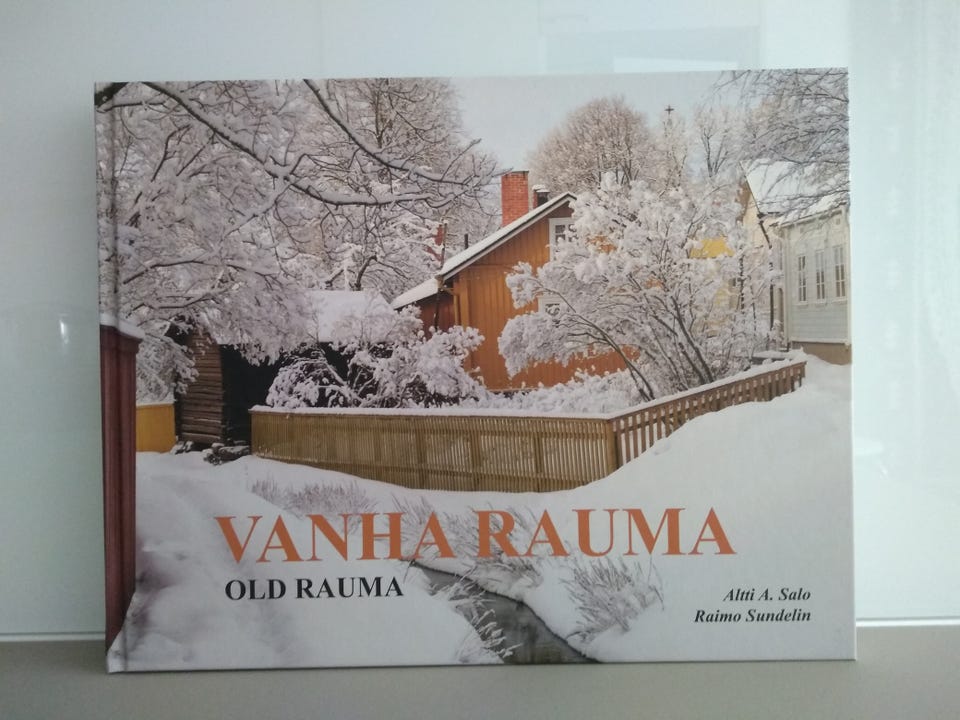 VANHA RAUMA
OLD RAUMA
Altti A. Salo
Raimo Sundelin